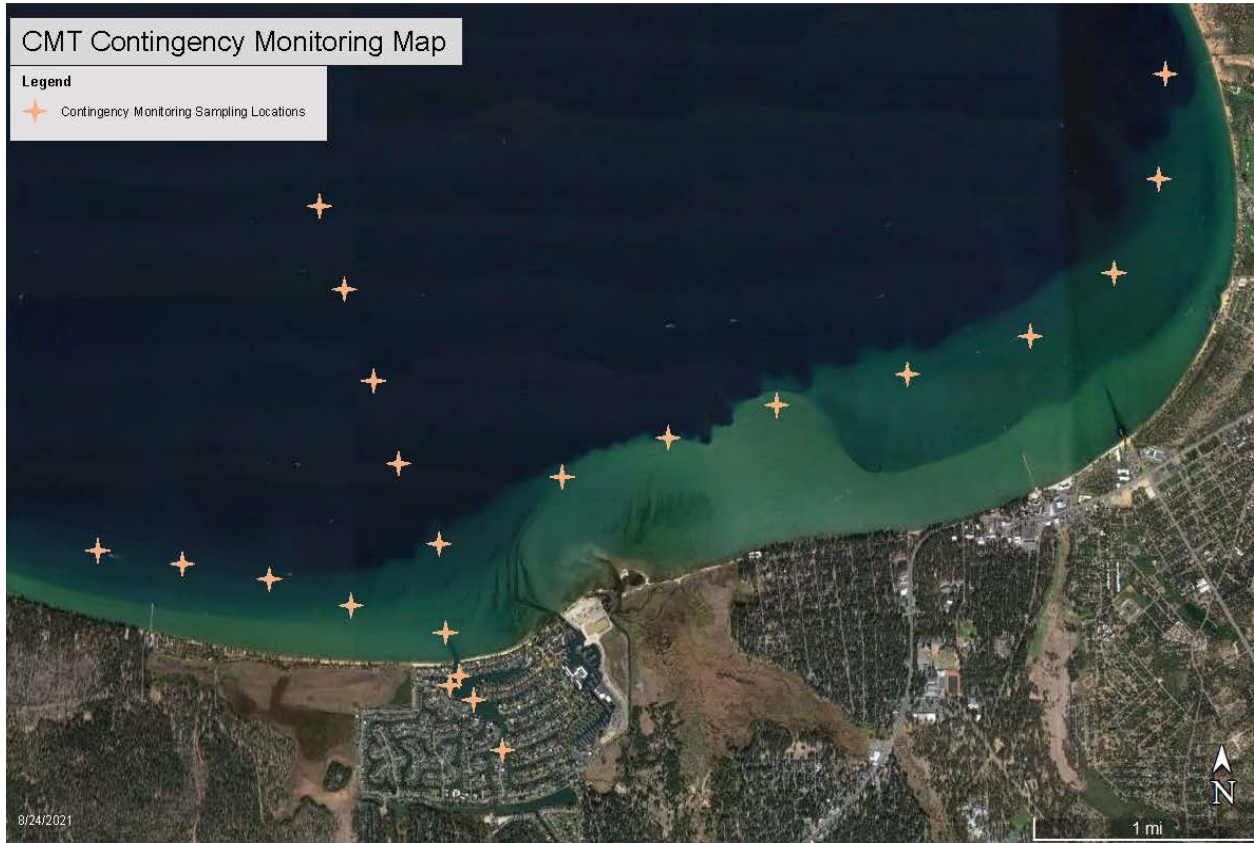 CMT Contingency Monitoring Map
Legend
Contingency Monitoring Sampling Locations
8/24/2021
N
1 mi